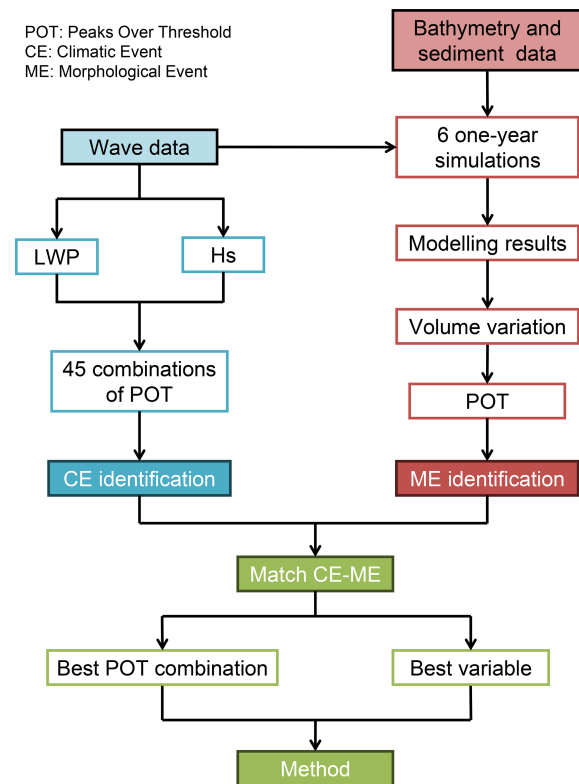 POT: Peaks Over Threshold
CE: Climatic Event
ME: Morphological Event
Bathymetry and
sediment data
Wave data
6 one-year
simulations
LWP
Hs
Modelling results
Volume variation
45 combinations
of POT
POT
CE identification
ME identification
Match CE-ME
Best POT combination
Best variable
Method